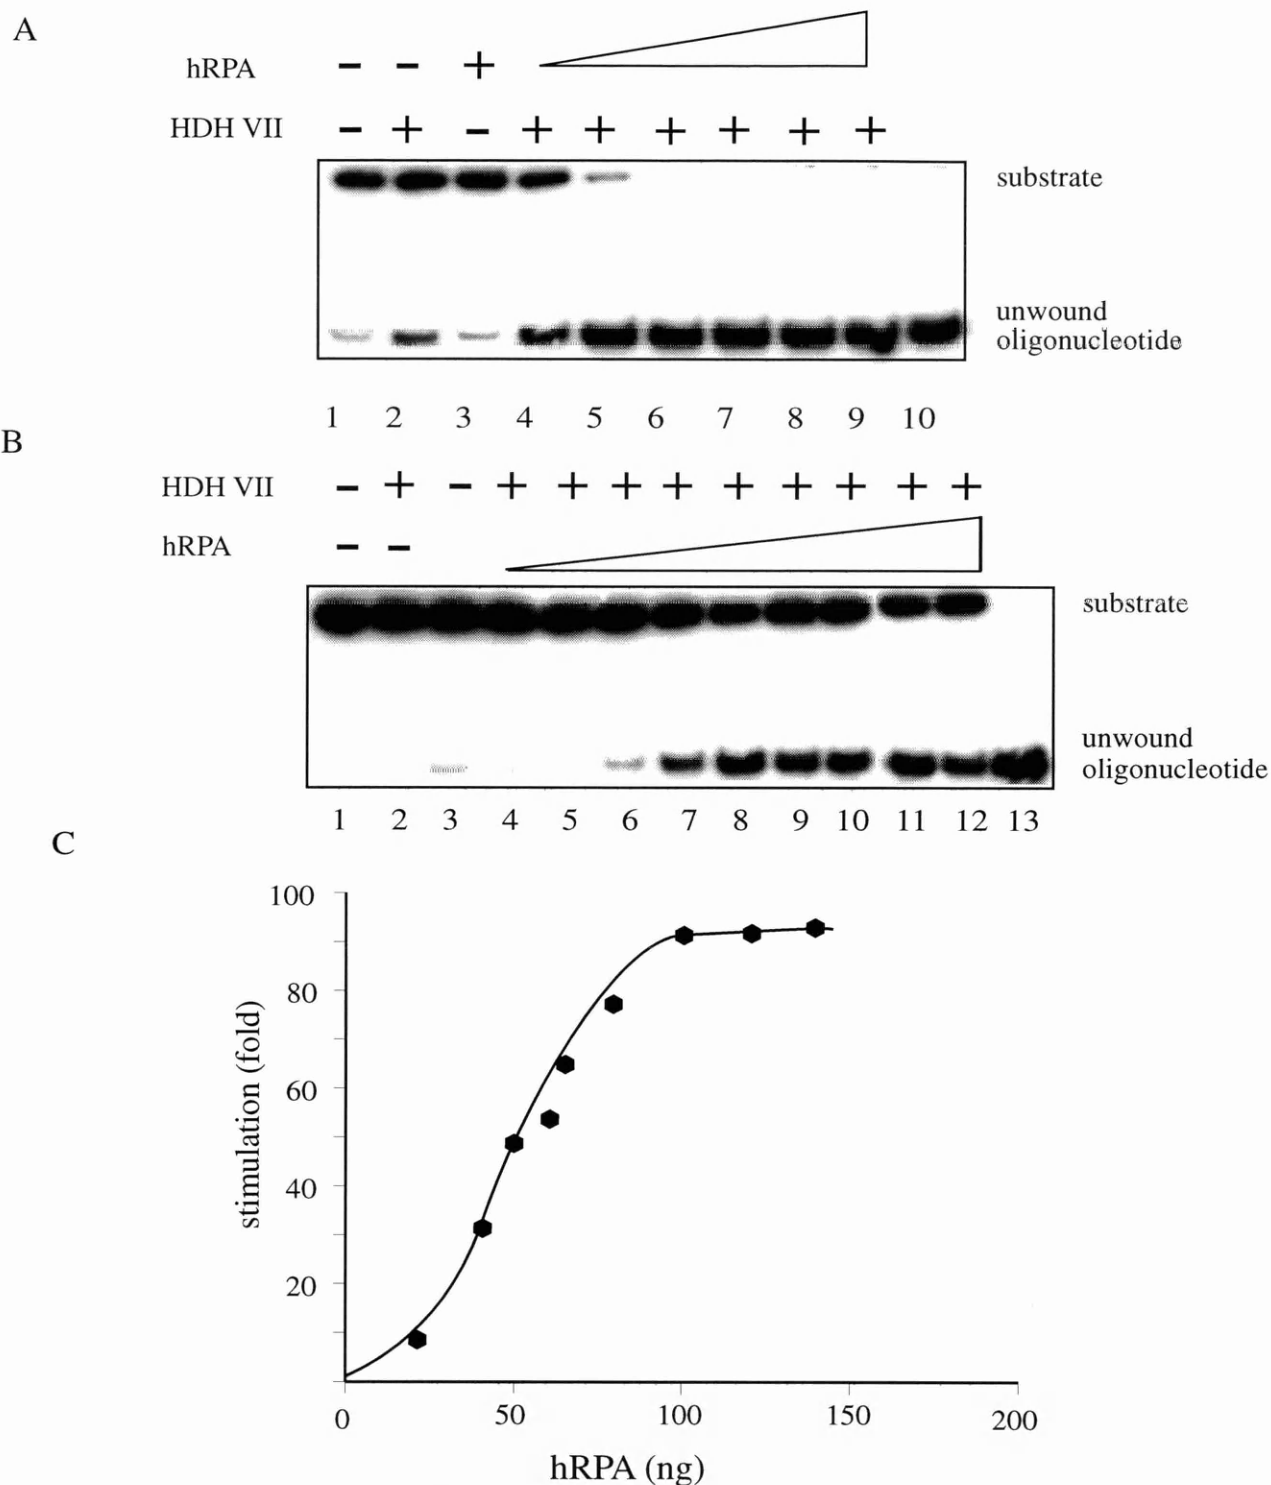 A
hRPA − − +
HDH VII − + − + + + + + +
substrate
unwound
oligonucleotide
1 2 3 4 5 6 7 8 9 10
B
HDH VII − + − + + + + + + + + +
hRPA − −
substrate
unwound
oligonucleotide
1 2 3 4 5 6 7 8 9 10 11 12 13
C
100
80
60
40
20
stimulation (fold)
0 50 100 150 200
hRPA (ng)